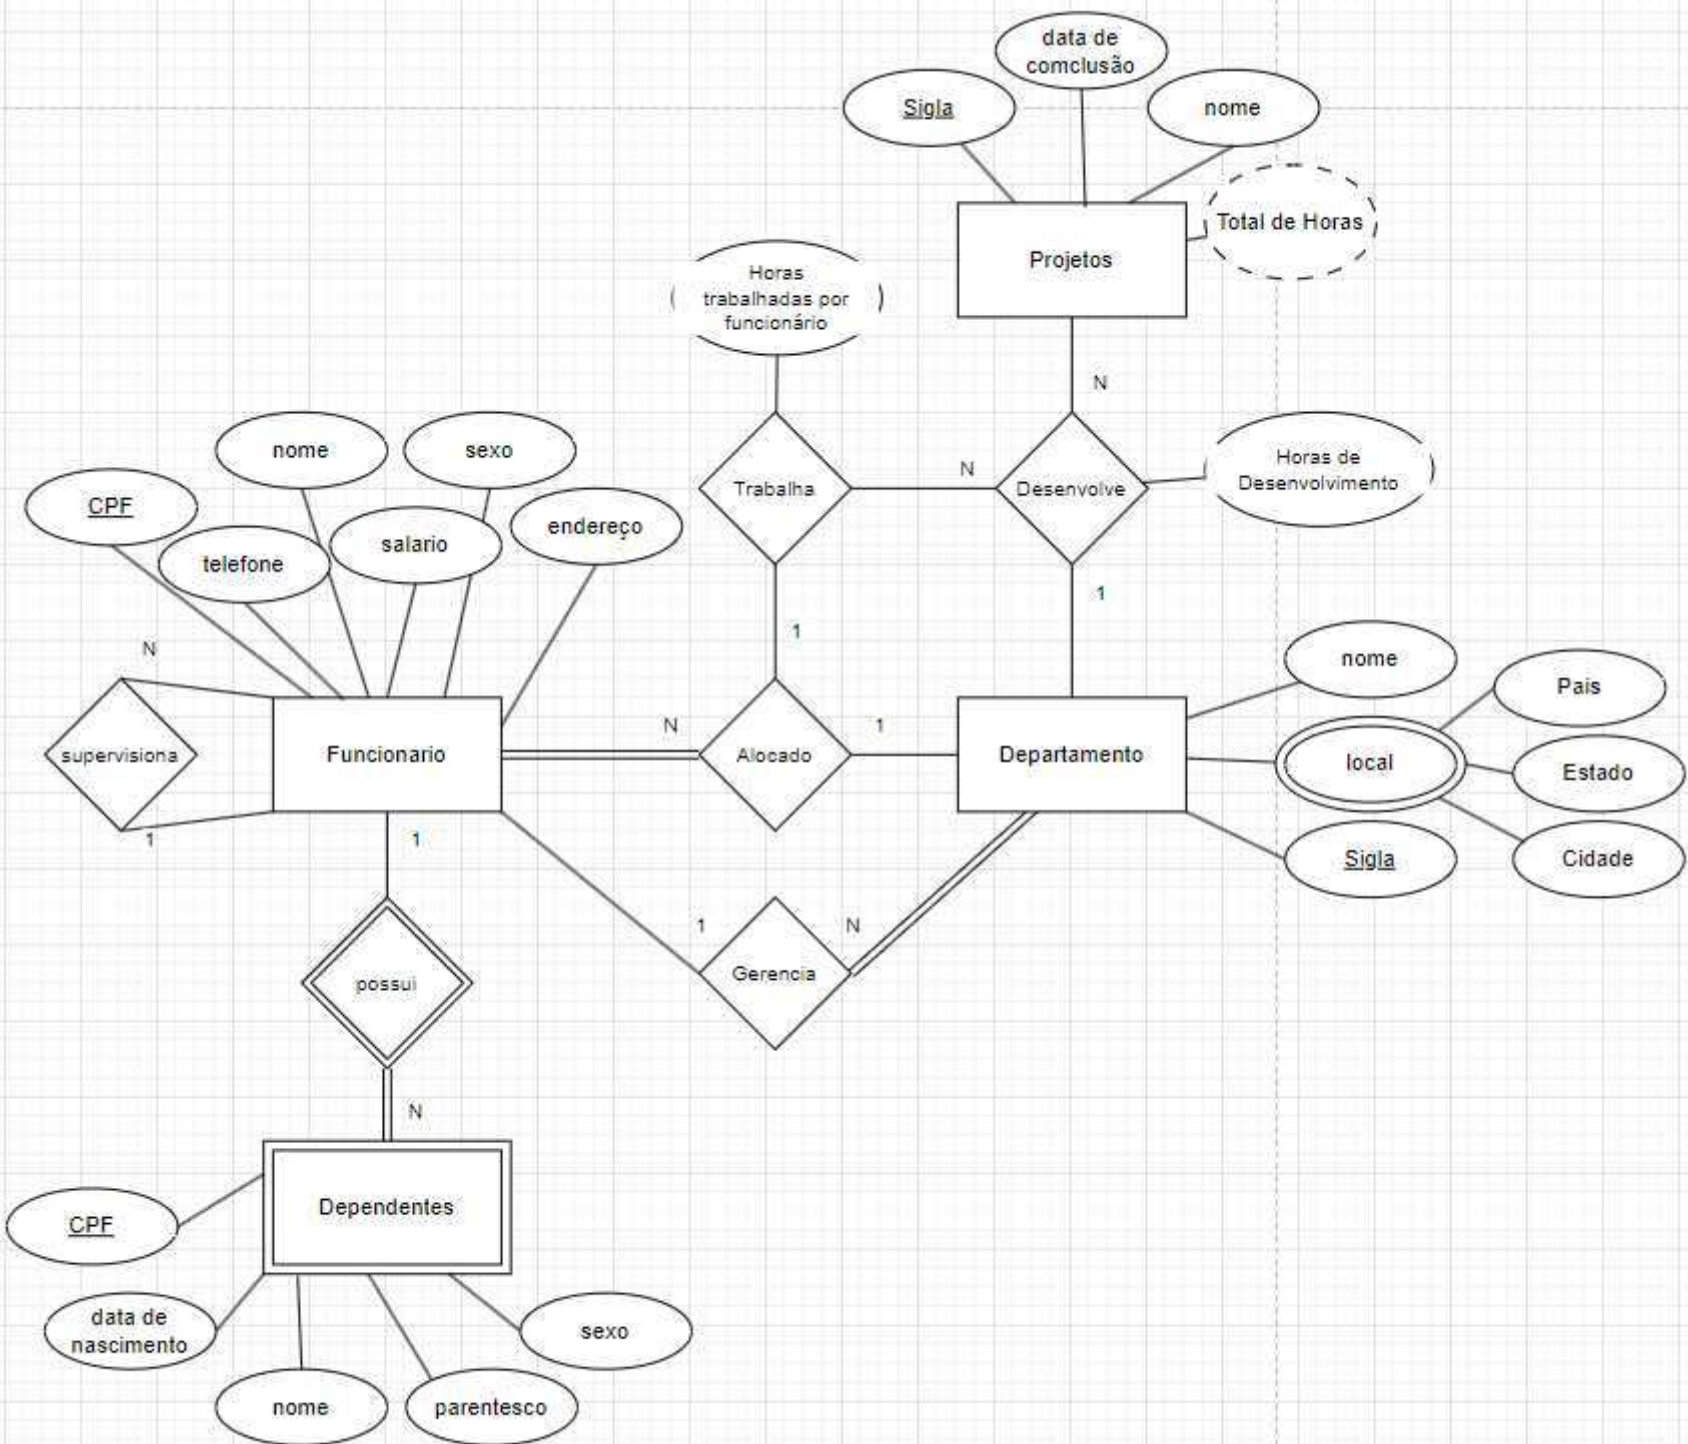 data de
comclusão
Sigla
nome
Total de Horas
Projetos
Horas
trabalhadas por
funcionário
N
nome
sexo
CPF
telefone
salario
endereço
Trabalha
N
Desenvolve
Horas de
Desenvolvimento
1
1
N
nome
Pais
supervisiona
Funcionario
N
Alocado
1
Departamento
local
Estado
1
1
Sigla
Cidade
1
N
possui
Gerencia
N
Dependentes
CPF
data de
nascimento
sexo
nome
parentesco